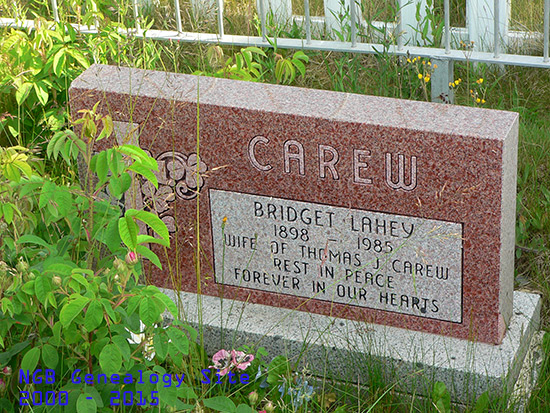 CAREW
BRIDGET LAHEY
1898 - 1985
WIFE OF THOMAS J. CAREW
REST IN PEACE
FOREVER IN OUR HEARTS
NGB Genealogy Site
2000 - 2015